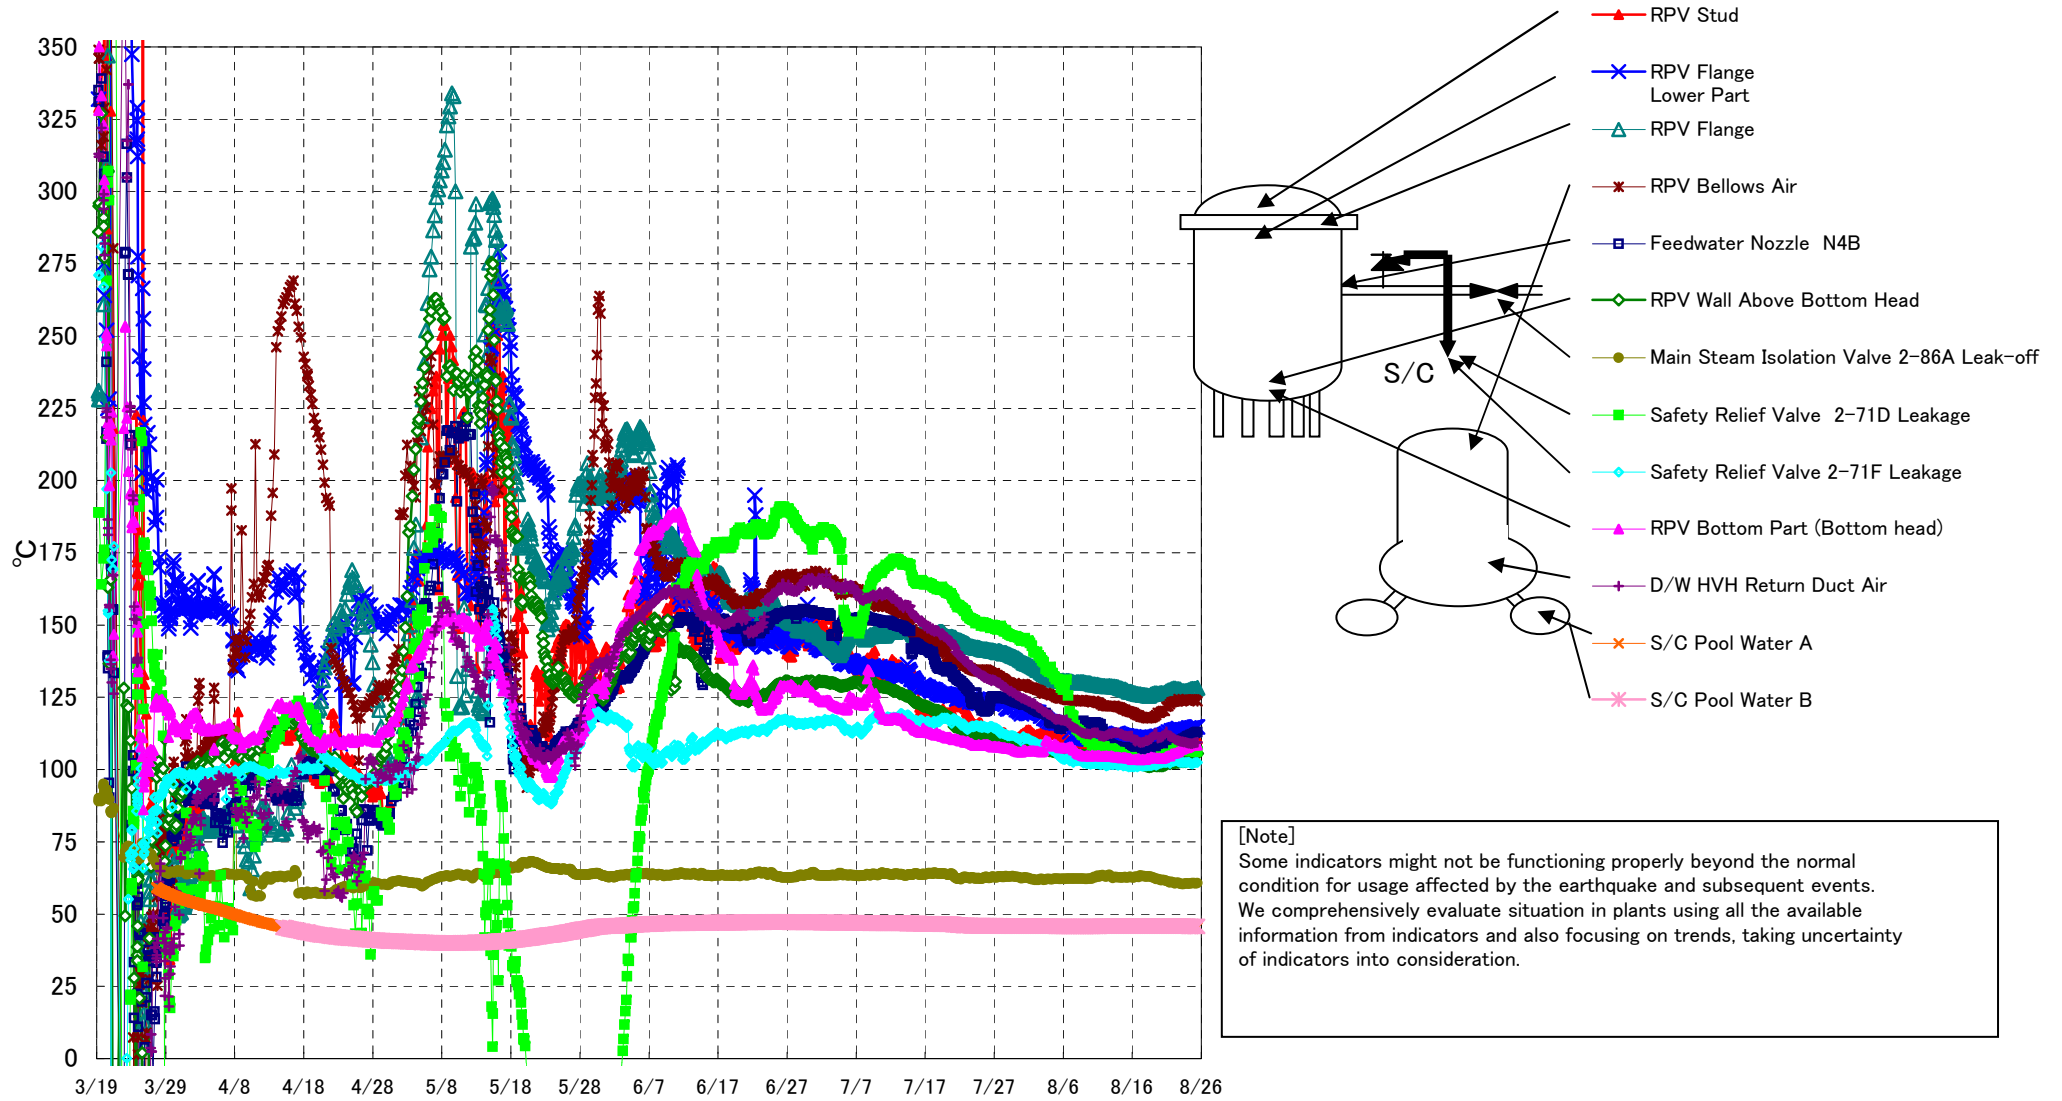 350
325
300
275
250
225
200
175
150
125
100
75
50
25
0
℃
3/19 3/29 4/8 4/18 4/28 5/8 5/18 5/28 6/7 6/17 6/27 7/7 7/17 7/27 8/6 8/16 8/26
RPV Stud
RPV Flange
Lower Part
RPV Flange
RPV Bellows Air
Feedwater Nozzle N4B
RPV Wall Above Bottom Head
Main Steam Isolation Valve 2-86A Leak-off
Safety Relief Valve 2-71D Leakage
Safety Relief Valve 2-71F Leakage
RPV Bottom Part (Bottom head)
D/W HVH Return Duct Air
S/C Pool Water A
S/C Pool Water B
S/C
[Note]
Some indicators might not be functioning properly beyond the normal
condition for usage affected by the earthquake and subsequent events.
We comprehensively evaluate situation in plants using all the available
information from indicators and also focusing on trends, taking uncertainty
of indicators into consideration.